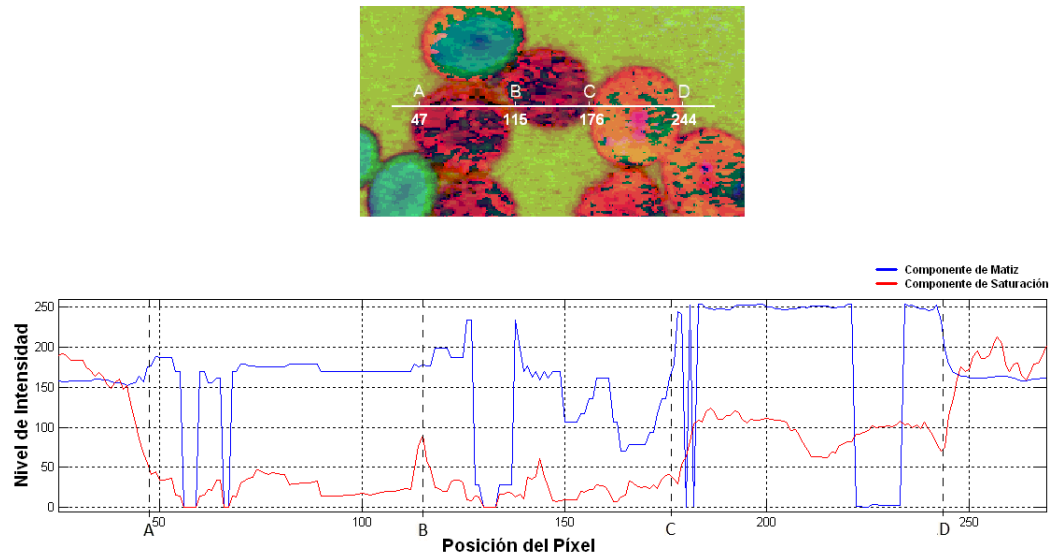 A B C D
47 115 176 244
Componente de Matiz
Componente de Saturación
Nivel de Intensidad
250
200
150
100
50
0
50 100 150 200 250
A B C D
Posición del Píxel